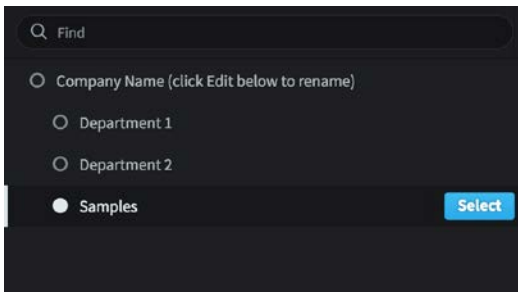 Find
Company Name (click Edit below to rename)
Department 1
Department 2
Samples
Select